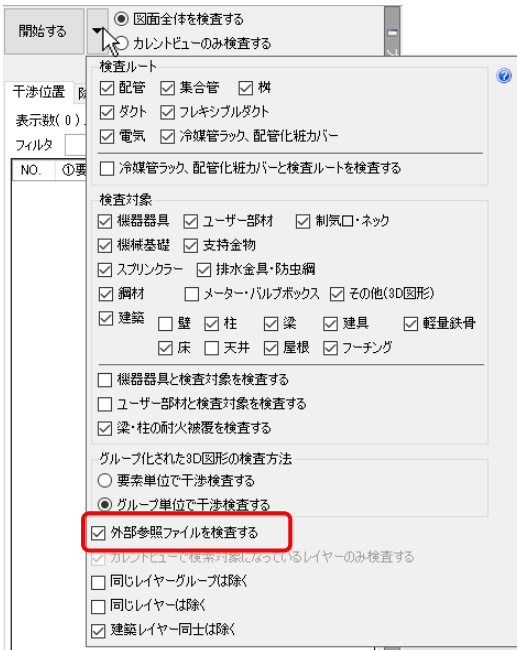 開始する
図面全体を検査する
カレントビューのみ検査する
干渉位置
表示数( 0 )
フィルタ
NO. ①要
検査ルート
配管 集合管 桝
ダクト フレキシブルダクト
電気 冷媒管ラック、配管化粧カバー
冷媒管ラック、配管化粧カバーと検査ルートを検査する
検査対象
機器器具 ユーザー部材 制気口・ネック
機械基礎 支持金物
スプリンクラー 排水金具・防虫網
鋼材 メーター・バルブボックス その他(3D図形)
建築 壁 柱 梁 建具 軽量鉄骨
床 天井 屋根 フーチング
機器器具と検査対象を検査する
ユーザー部材と検査対象を検査する
梁・柱の耐火被覆を検査する
グループ化された3D図形の検査方法
要素単位で干渉検査する
グループ単位で干渉検査する
外部参照ファイルを検査する
カレントビューで検索対象になっているレイヤーのみ検査する
同じレイヤーグループは除く
同じレイヤーは除く
建築レイヤー同士は除く